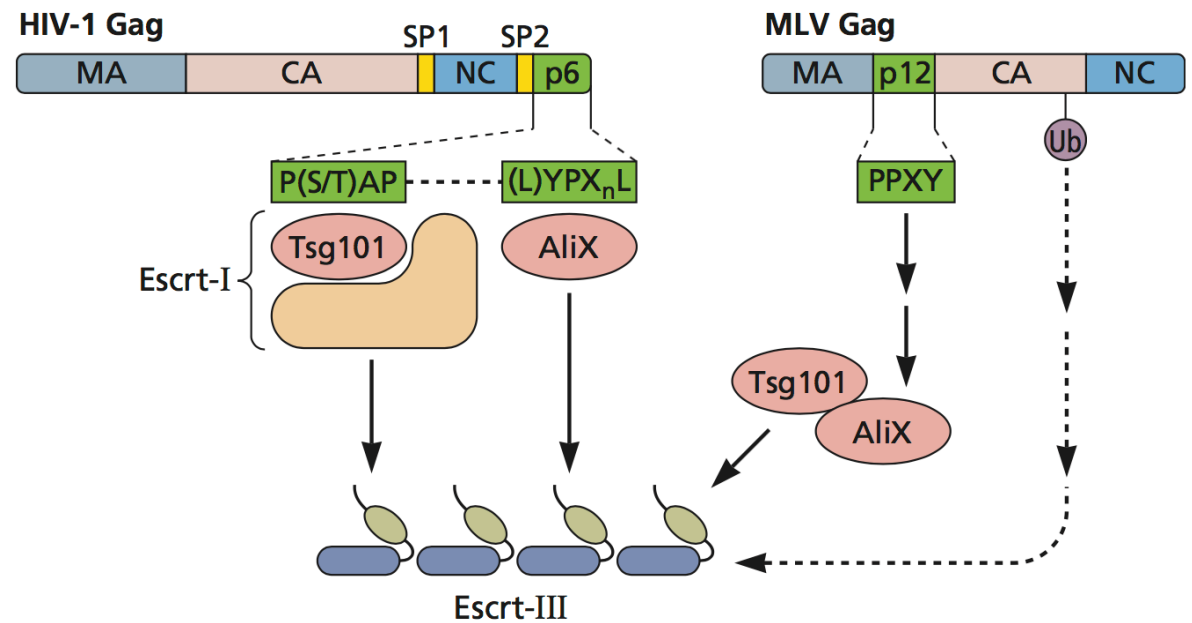 HIV-1 Gag
MLV Gag
SP1 SP2
MA CA NC p6
MA p12 CA NC
Ub
P(S/T)AP (L)YPXnL
PPXY
Tsg101 AliX
Escrt-I
Tsg101
AliX
Escrt-III